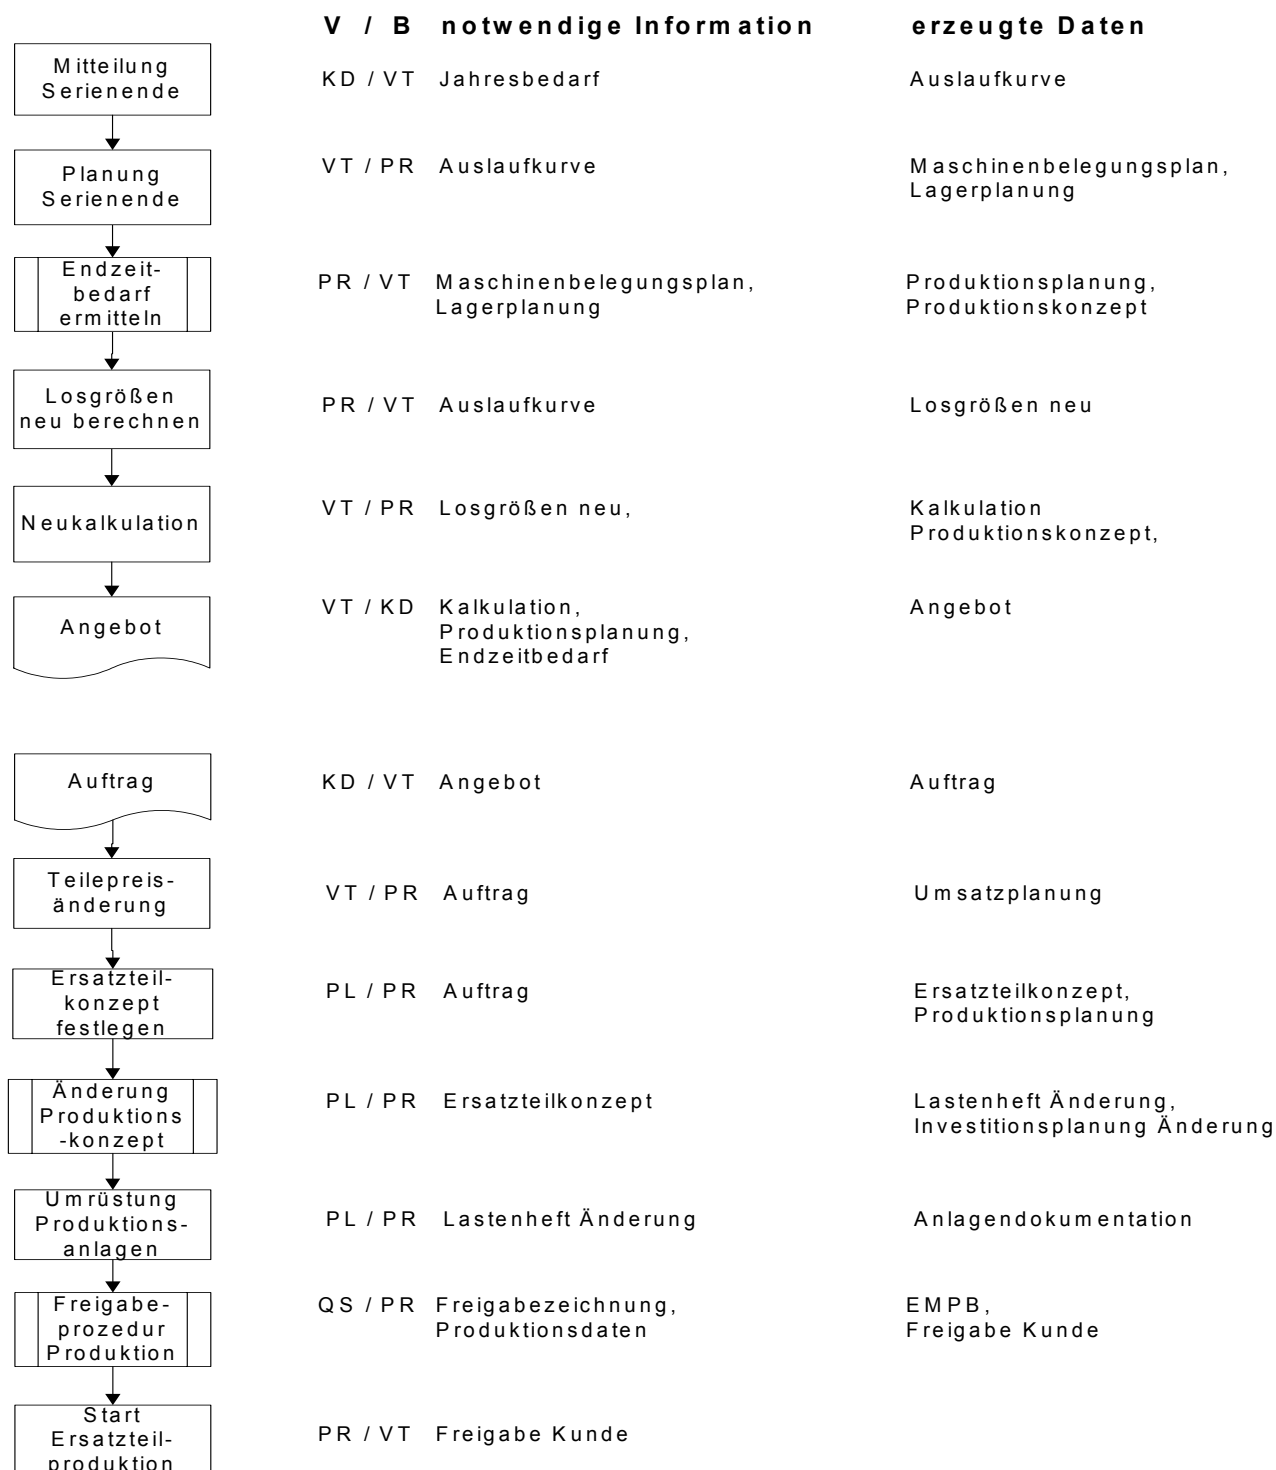 V / B notwendige Information erzeugte Daten
Mitteilung
Serienende
KD / VT Jahresbedarf Auslaufkurve
Planung
Serienende
VT / PR Auslaufkurve Maschinenbelegungsplan,
Lagerplanung
Endzeit-
bedarf
ermitteln
PR / VT Maschinenbelegungsplan, Produktionsplanung,
Lagerplanung Produktionskonzept
Losgrößen
neu berechnen
PR / VT Auslaufkurve Losgrößen neu
Neukalkulation
VT / PR Losgrößen neu, Kalkulation
Produktionskonzept,
Angebot
VT / KD Kalkulation, Angebot
Produktionsplanung,
Endzeitbedarf
Auftrag
KD / VT Angebot Auftrag
Teilepreis-
änderung
VT / PR Auftrag Umsatzplanung
Ersatzteil-
konzept
festlegen
PL / PR Auftrag Ersatzteilkonzept,
Produktionsplanung
Änderung
Produktions
-konzept
PL / PR Ersatzteilkonzept Lastenheft Änderung,
Investitionsplanung Änderung
Umrüstung
Produktions-
anlagen
PL / PR Lastenheft Änderung Anlagendokumentation
Freigabe-
prozedur
Produktion
QS / PR Freigabezeichnung, EMPB,
Produktionsdaten Freigabe Kunde
Start
Ersatzteil-
produktion
PR / VT Freigabe Kunde